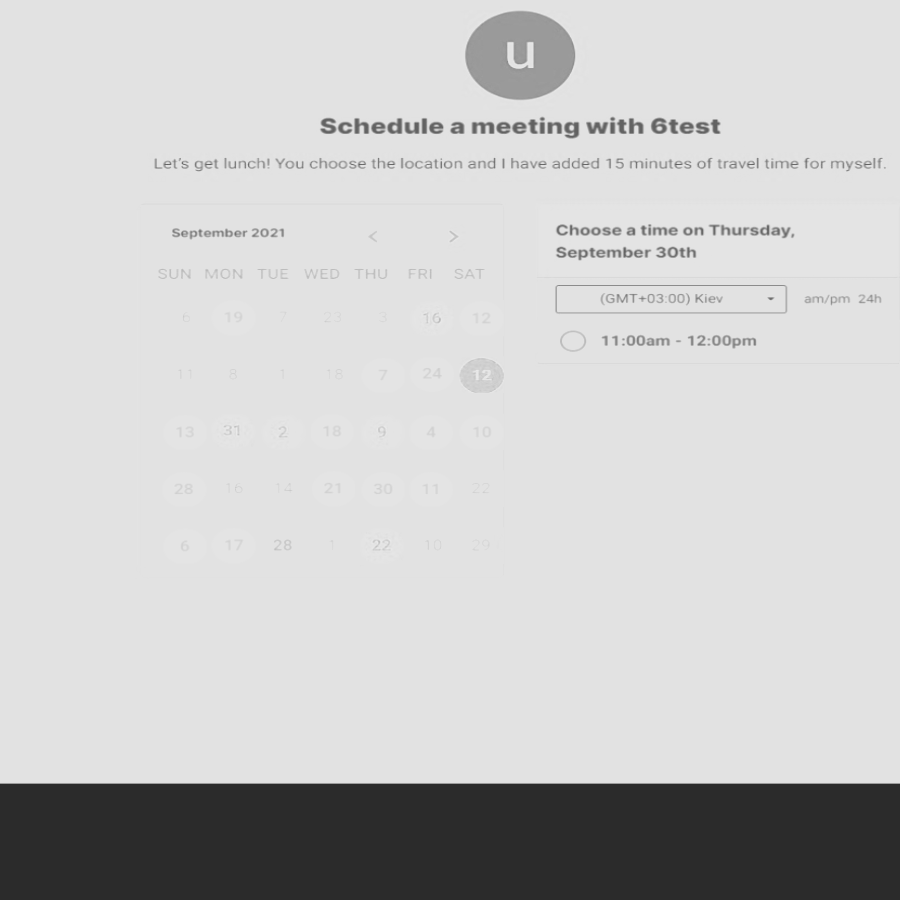 u
Schedule a meeting with 6test
Let's get lunch! You choose the location and I have added 15 minutes of travel time for myself.
September 2021 < >
SUN MON TUE WED THU FRI SAT
6 19 7 23 3 16 12
11 8 1 18 7 24 12
13 31 2 18 9 4 10
28 16 14 21 30 11 22
6 17 28 1 22 10 29
Choose a time on Thursday,
September 30th
(GMT+03:00) Kiev am/pm 24h
11:00am - 12:00pm